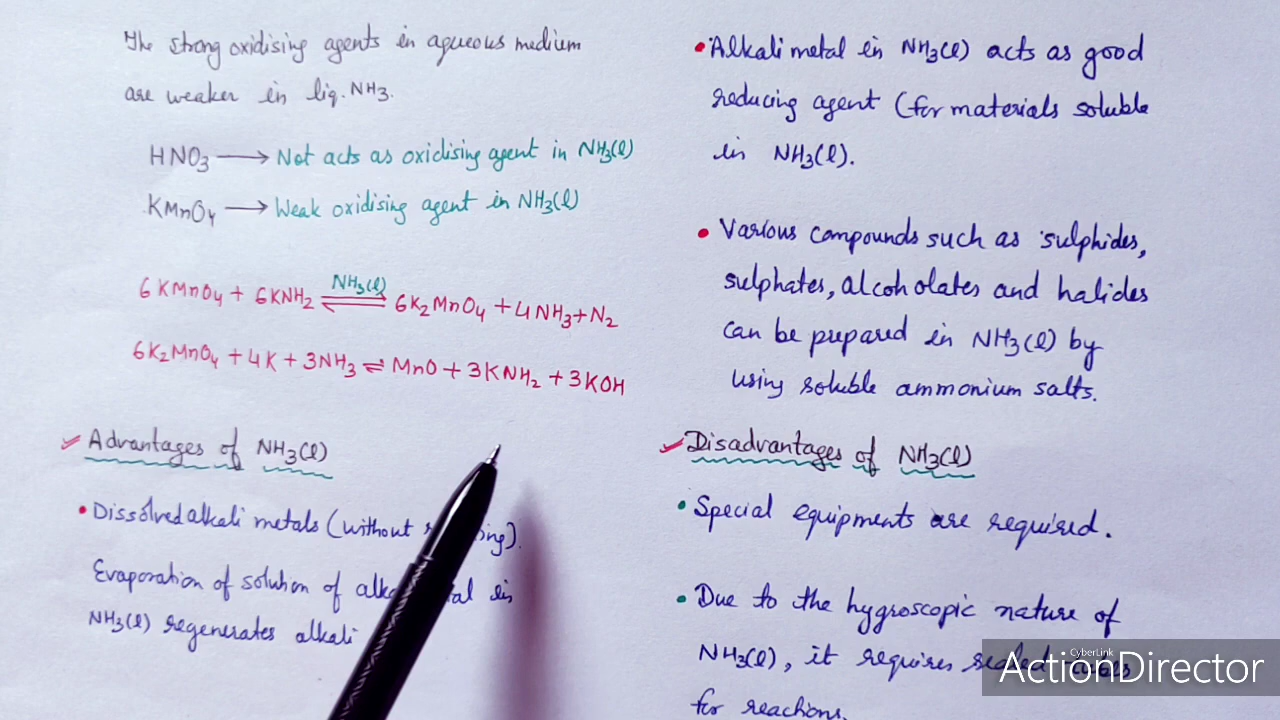 The strong oxidising agents in aqueous medium
are weaker in liq. NH3.
HNO3 → Not acts as oxidising agent in NH3(l)
KMnO4 → Weak oxidising agent in NH3(l)
6KMnO4 + 6KNH2 ⇌ 6K2MnO4 + 4NH3 + N2
NH3(l)
6K2MnO4 + 4K + 3NH3 ⇌ MnO + 3KNH2 + 3KOH
Advantages of NH3(l)
• Dissolved alkali metals (without
Evaporation of solution of in
NH3(l) regenerates alkali
• Alkali metal in NH3(l) acts as good
reducing agent (for materials soluble
in NH3(l).
• Various compounds such as sulphides,
sulphates, alcoholates and halides
can be prepared in NH3(l) by
using soluble ammonium salts.
Disadvantages of NH3(l)
• Special equipments are required.
• Due to the hygroscopic nature of
NH3(l), it requires
for reactions.
CyberLink
ActionDirector